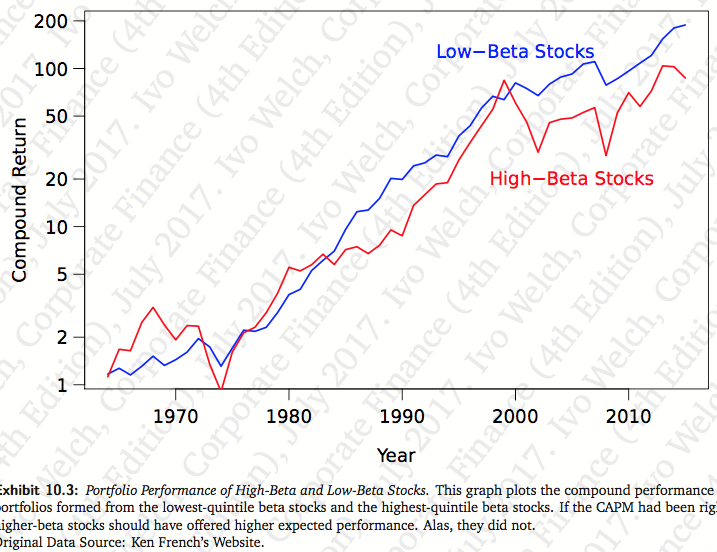 200
100
50
20
10
5
2
1
Compound Return
Low−Beta Stocks
High−Beta Stocks
1970
1980
1990
2000
2010
Year
Exhibit 10.3: Portfolio Performance of High-Beta and Low-Beta Stocks. This graph plots the compound performance
portfolios formed from the lowest-quintile beta stocks and the highest-quintile beta stocks. If the CAPM had been rig
higher-beta stocks should have offered higher expected performance. Alas, they did not.
Original Data Source: Ken French's Website.